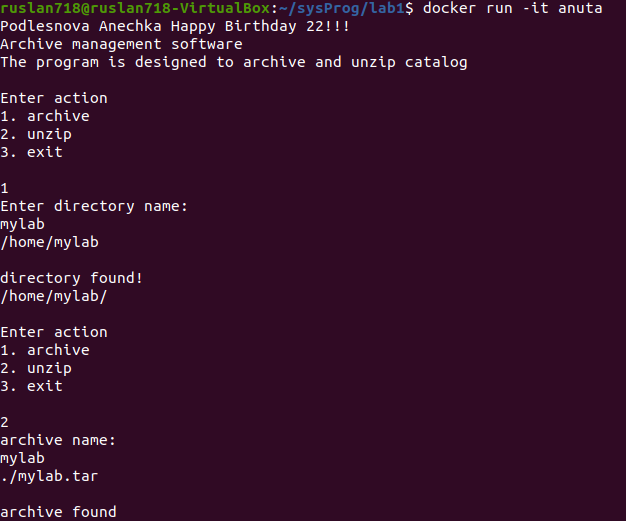 ruslan718@ruslan718-VirtualBox:~/sysProg/lab1$ docker run -it anuta
Podlesnova Anechka Happy Birthday 22!!!
Archive management software
The program is designed to archive and unzip catalog
Enter action
1. archive
2. unzip
3. exit
1
Enter directory name:
mylab
/home/mylab
directory found!
/home/mylab/
Enter action
1. archive
2. unzip
3. exit
2
archive name:
mylab
./mylab.tar
archive found